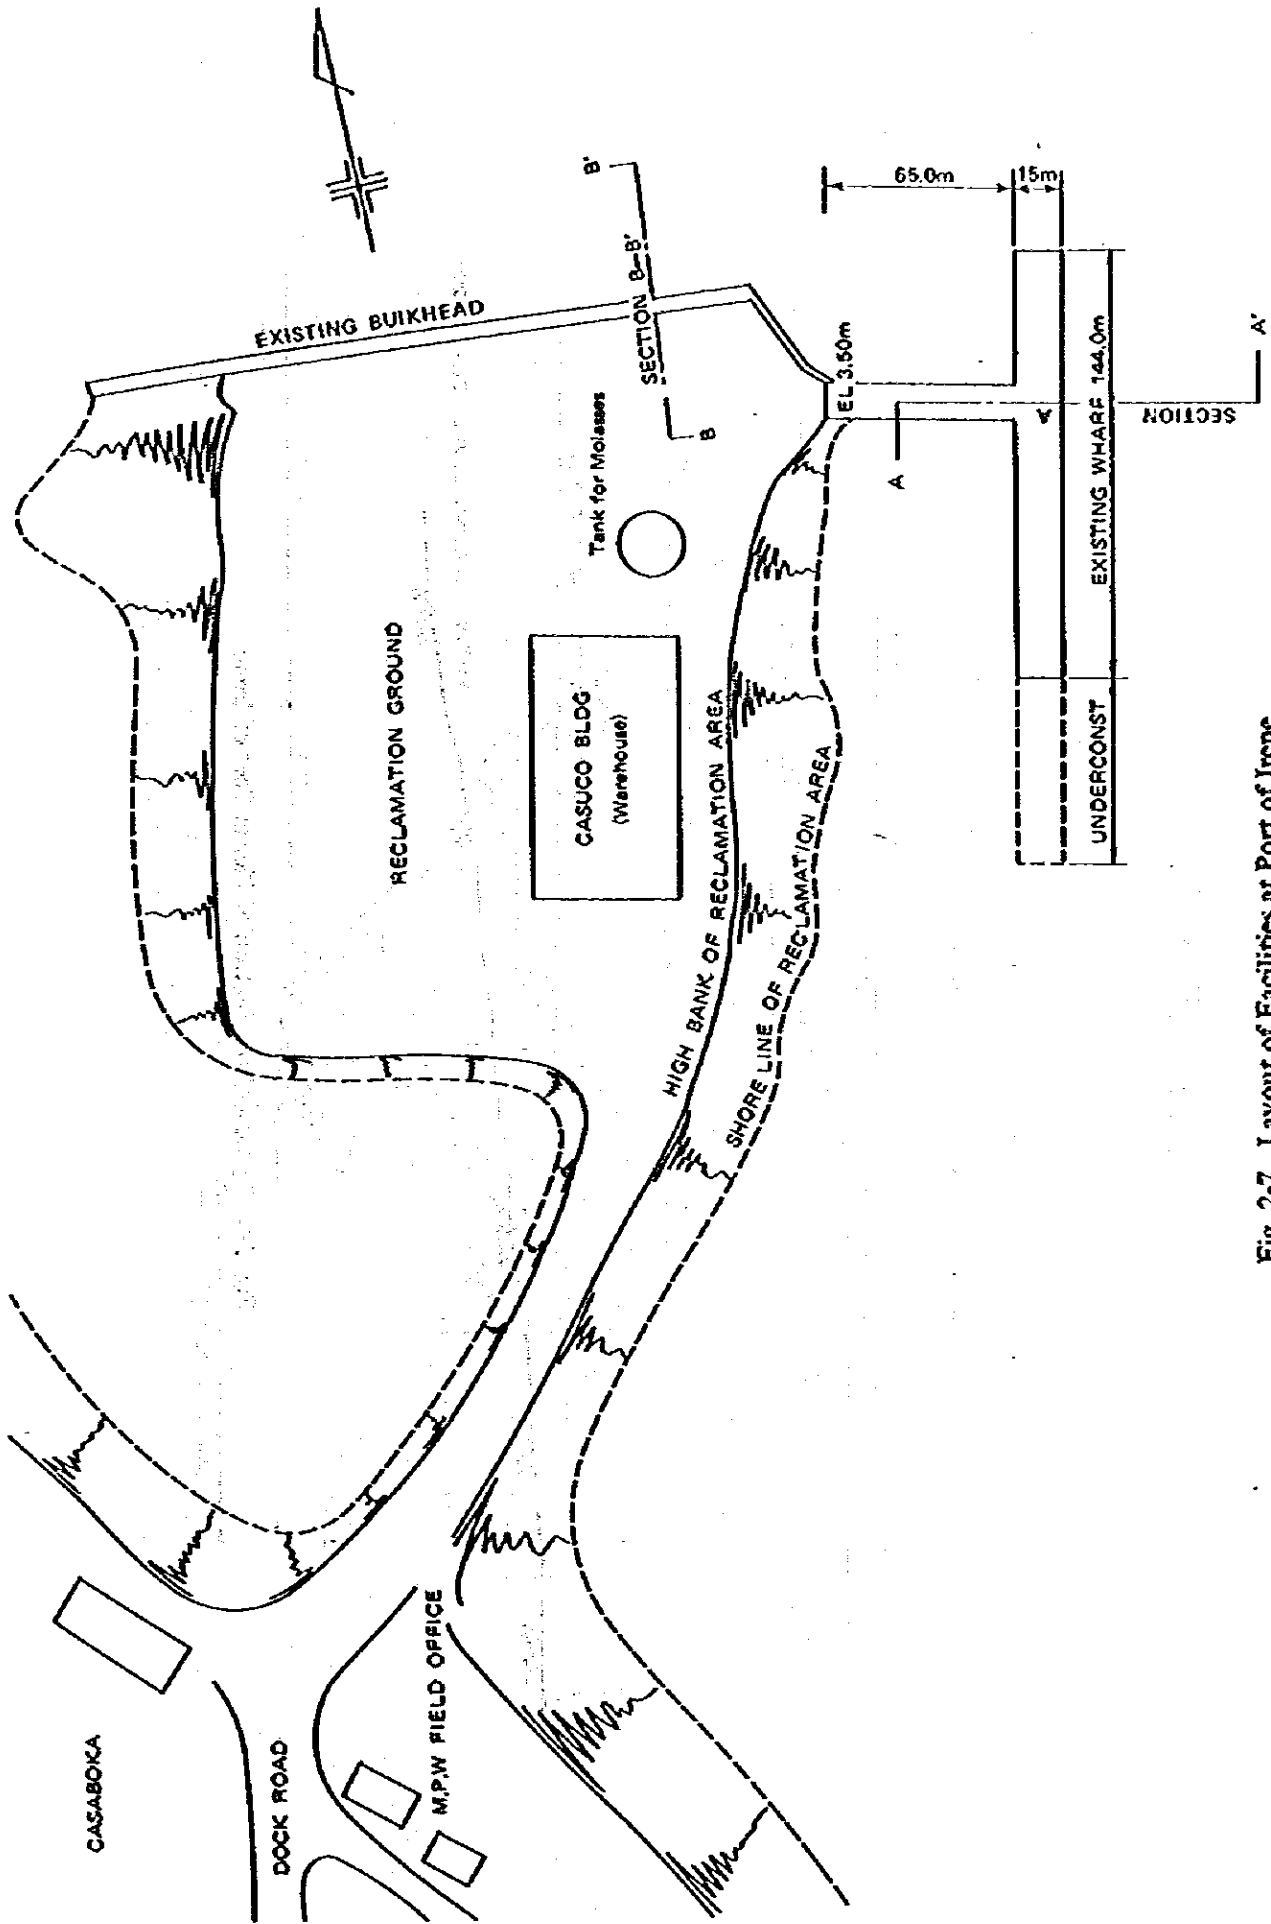 EXISTING BUIKHEAD
B'
SECTION B-B'
B
65.0m
15m
EL 3.50m
Tank for Molasses
A
A
A'
SECTION
EXISTING WHARF 144.0m
UNDERCONST
RECLAMATION GROUND
CASUCO BLDG
(Warehouse)
HIGH BANK OF RECLAMATION AREA
SHORE LINE OF RECLAMATION AREA
CASABOKA
DOCK ROAD
M.P.W FIELD OFFICE
Fig. 2-7 Layout of Facilities at Port of Irene